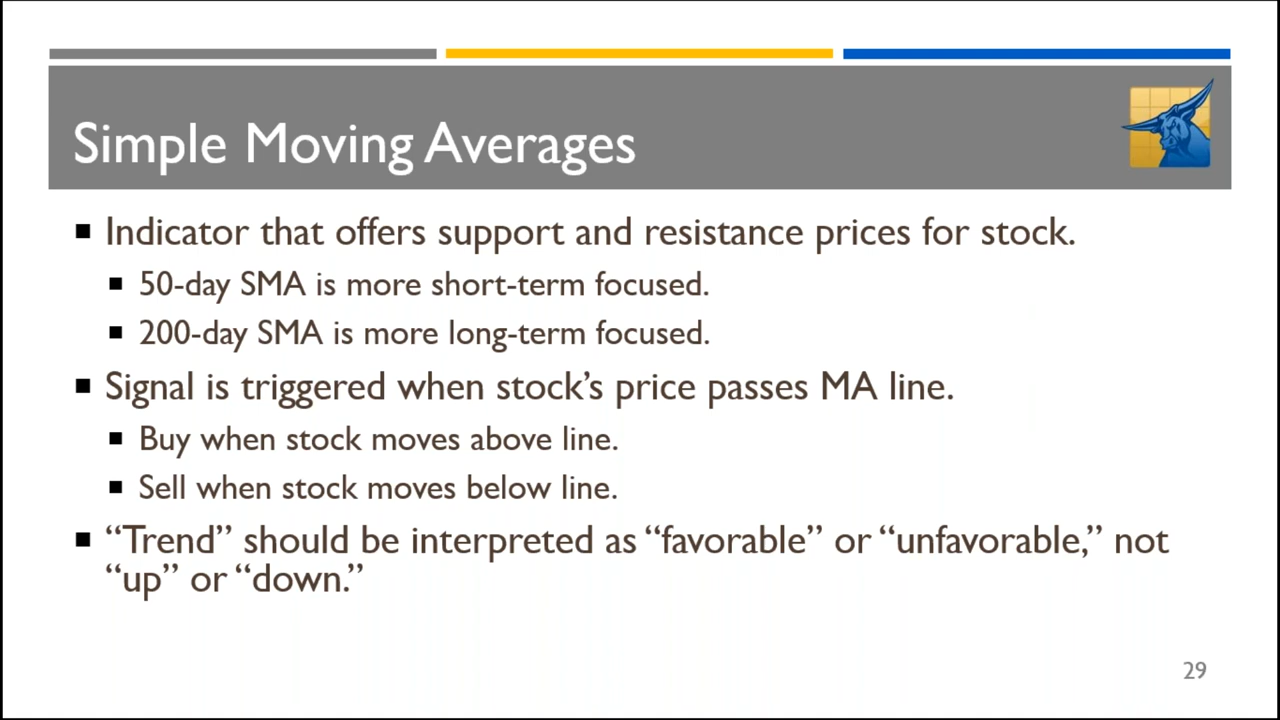 Simple Moving Averages
Indicator that offers support and resistance prices for stock.
50-day SMA is more short-term focused.
200-day SMA is more long-term focused.
Signal is triggered when stock’s price passes MA line.
Buy when stock moves above line.
Sell when stock moves below line.
“Trend” should be interpreted as “favorable” or “unfavorable,” not
“up” or “down.”
29